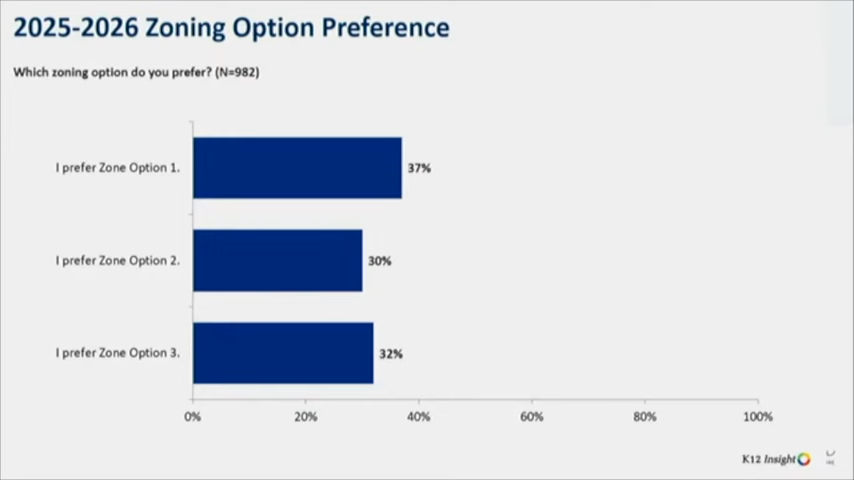 2025-2026 Zoning Option Preference
Which zoning option do you prefer? (N=982)
I prefer Zone Option 1.
37%
I prefer Zone Option 2.
30%
I prefer Zone Option 3.
32%
0% 20% 40% 60% 80% 100%
K12 Insight